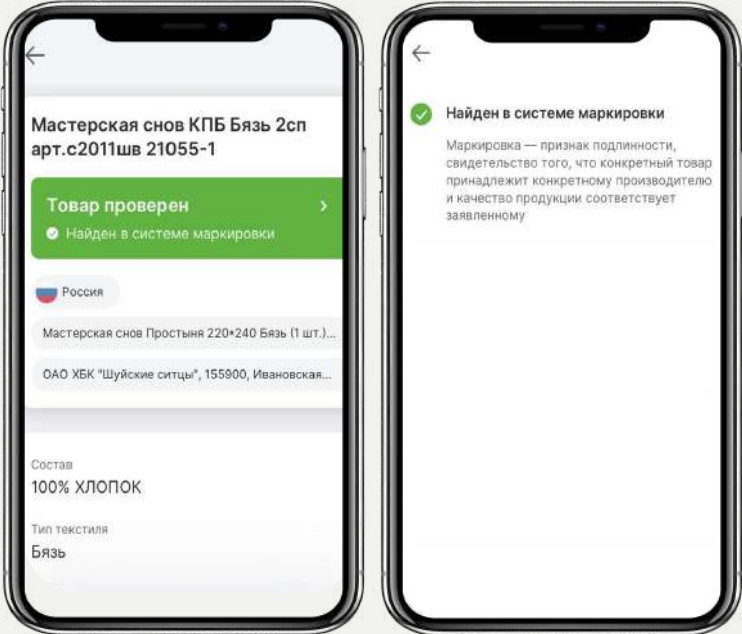 Мастерская снов КПБ Бязь 2сп
арт.с2011шв 21055-1
Товар проверен
Найден в системе маркировки
Россия
Мастерская снов Простыня 220*240 Бязь (1 шт.)...
ОАО ХБК "Шуйские ситцы", 155900, Ивановская...
Состав
100% ХЛОПОК
Тип текстиля
Бязь
Найден в системе маркировки
Маркировка — признак подлинности,
свидетельство того, что конкретный товар
принадлежит конкретному производителю
и качество продукции соответствует
заявленному